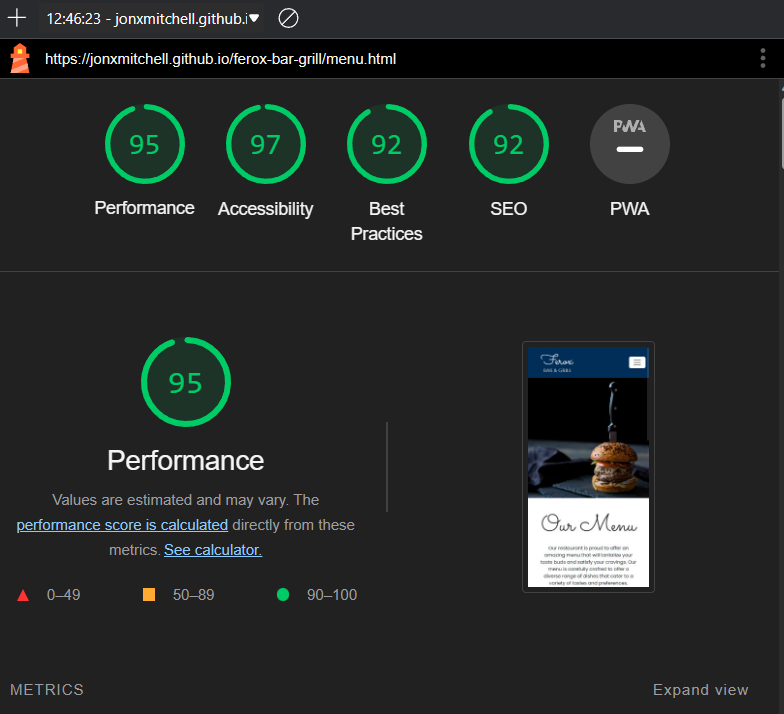 12:46:23 - jonxmitchell.github.i
https://jonxmitchell.github.io/ferox-bar-grill/menu.html
95
97
92
92
PWA
Performance
Accessibility
Best
Practices
SEO
PWA
95
Performance
Values are estimated and may vary. The
performance score is calculated directly from these
metrics. See calculator.
0–49
50–89
90–100
Ferox
BAR & GRILL
Our Menu
Our restaurant is proud to offer an
amazing menu that will tantalise your
taste buds and satisfy your cravings. Our
menu is carefully crafted to offer a
diverse range of dishes that cater to a
variety of tastes and preferences.
METRICS
Expand view